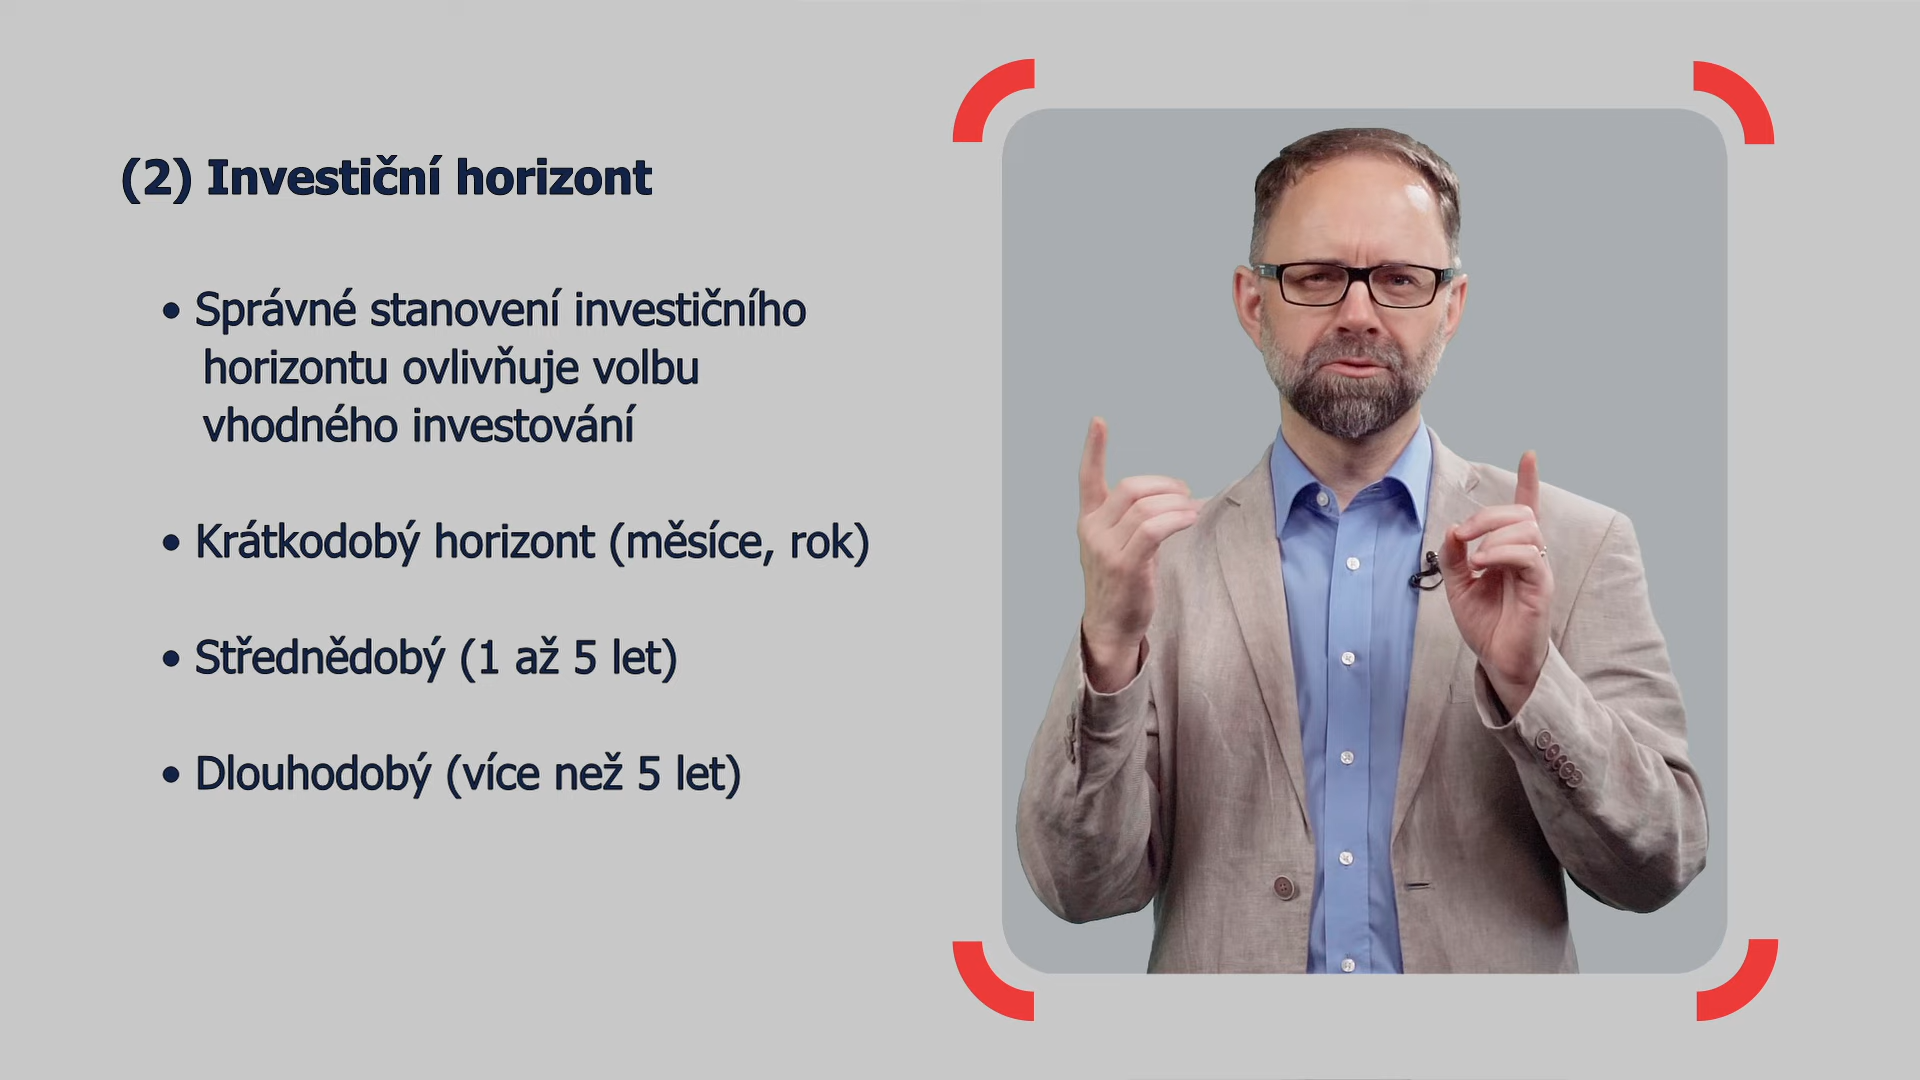 (2) Investiční horizont
• Správné stanovení investičního
horizontu ovlivňuje volbu
vhodného investování
• Krátkodobý horizont (měsíce, rok)
• Střednědobý (1 až 5 let)
• Dlouhodobý (více než 5 let)